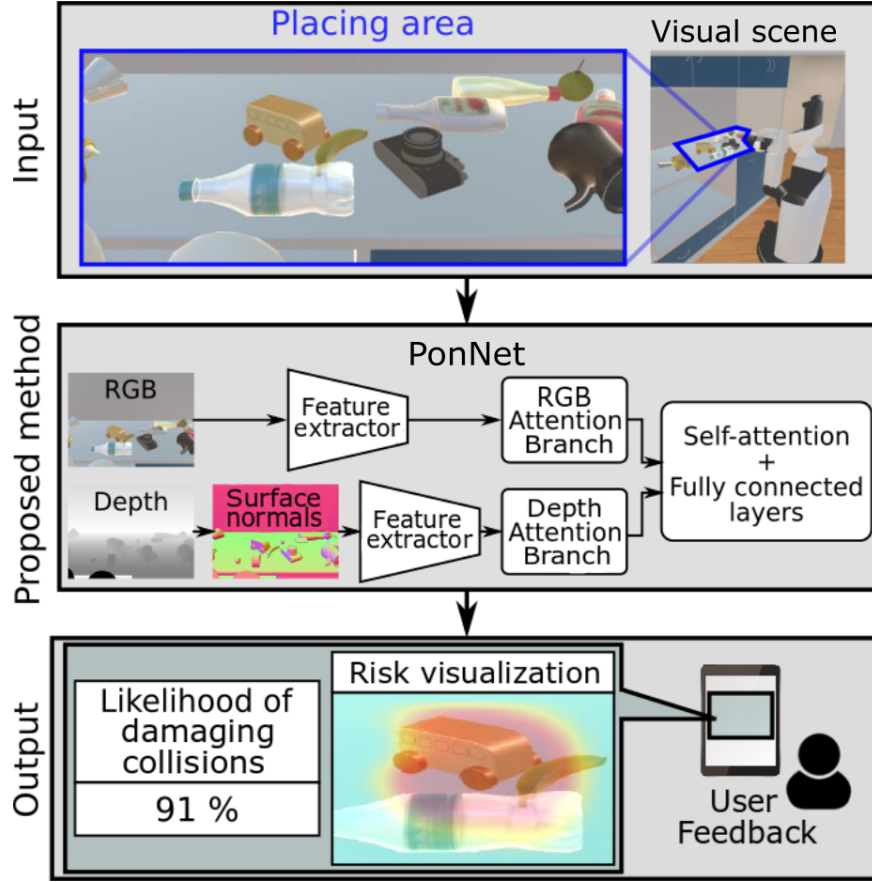 Input
Placing area
Visual scene
Proposed method
PonNet
RGB
Feature
extractor
RGB
Attention
Branch
Self-attention
+
Fully connected
layers
Depth
Surface
normals
Feature
extractor
Depth
Attention
Branch
Output
Likelihood of
damaging
collisions
91 %
Risk visualization
User
Feedback